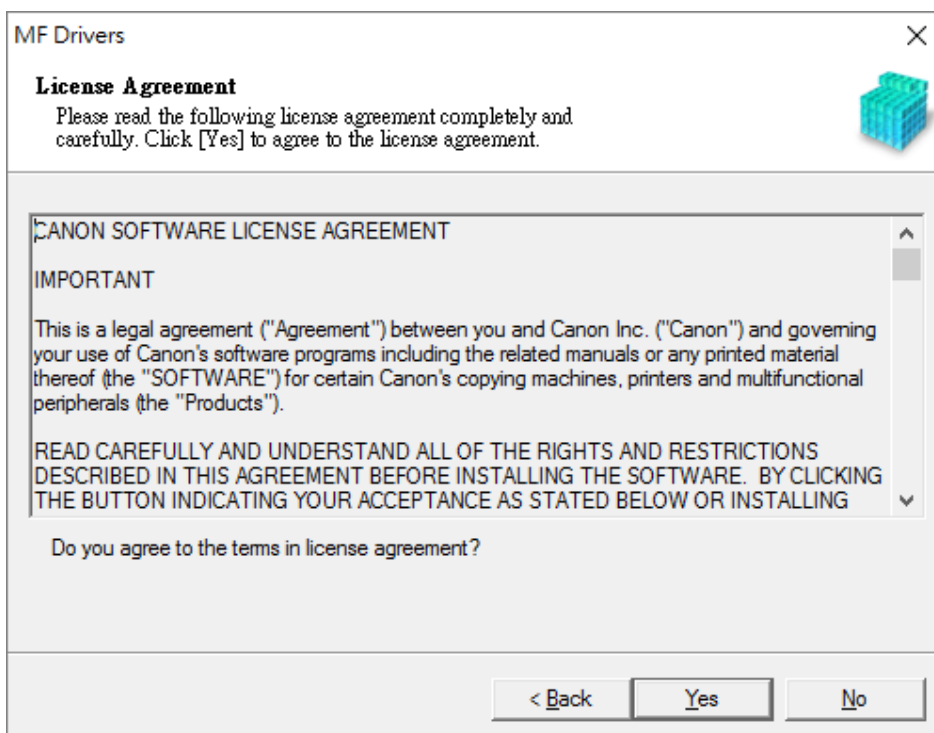 MF Drivers
License Agreement
Please read the following license agreement completely and
carefully. Click [Yes] to agree to the license agreement.
CANON SOFTWARE LICENSE AGREEMENT
IMPORTANT
This is a legal agreement ("Agreement") between you and Canon Inc. ("Canon") and governing
your use of Canon's software programs including the related manuals or any printed material
thereof (the "SOFTWARE") for certain Canon's copying machines, printers and multifunctional
peripherals (the "Products").
READ CAREFULLY AND UNDERSTAND ALL OF THE RIGHTS AND RESTRICTIONS
DESCRIBED IN THIS AGREEMENT BEFORE INSTALLING THE SOFTWARE.  BY CLICKING
THE BUTTON INDICATING YOUR ACCEPTANCE AS STATED BELOW OR INSTALLING
Do you agree to the terms in license agreement?
< Back Yes No